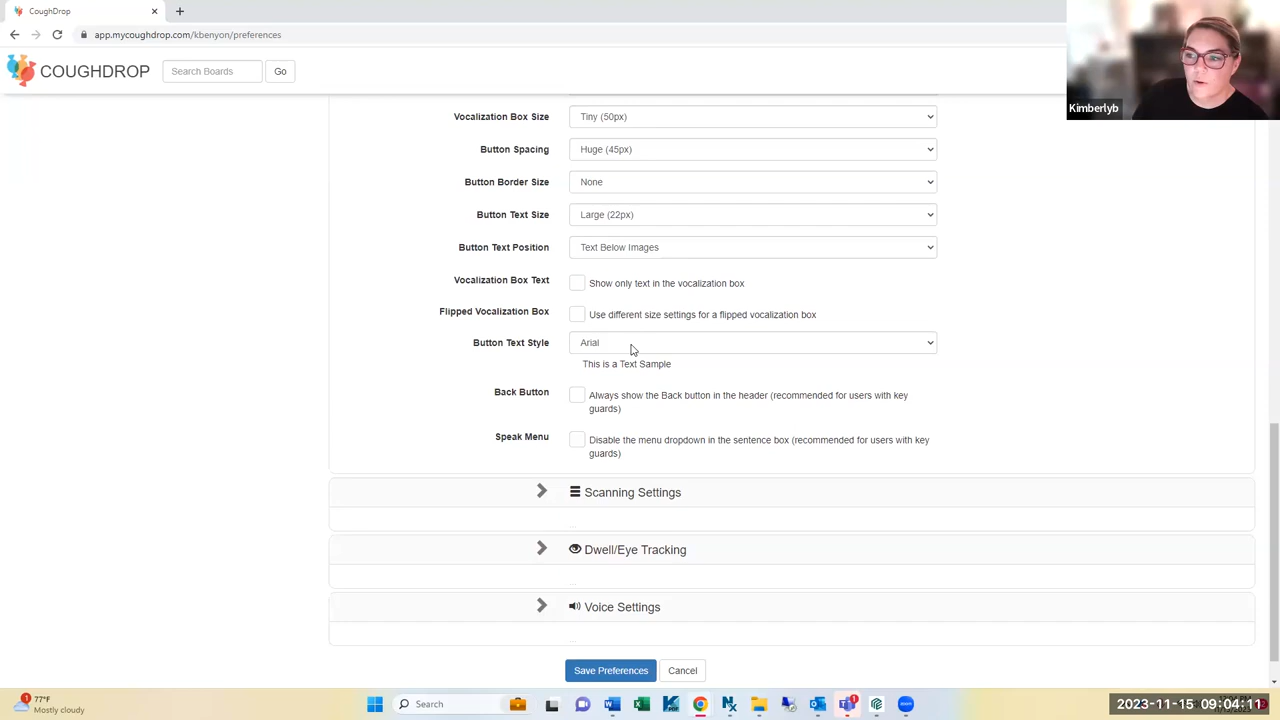 CoughDrop
app.mycoughdrop.com/kbenyon/preferences
COUGHDROP
Search Boards
Go
Kimberlyb
Vocalization Box Size
Tiny (50px)
Button Spacing
Huge (45px)
Button Border Size
None
Button Text Size
Large (22px)
Button Text Position
Text Below Images
Vocalization Box Text
Show only text in the vocalization box
Flipped Vocalization Box
Use different size settings for a flipped vocalization box
Button Text Style
Arial
This is a Text Sample
Back Button
Always show the Back button in the header (recommended for users with key
guards)
Speak Menu
Disable the menu dropdown in the sentence box (recommended for users with key
guards)
Scanning Settings
...
Dwell/Eye Tracking
...
Voice Settings
...
Save Preferences
Cancel
1
77°F
Mostly cloudy
Search
1
2023-11-15 09:04:11